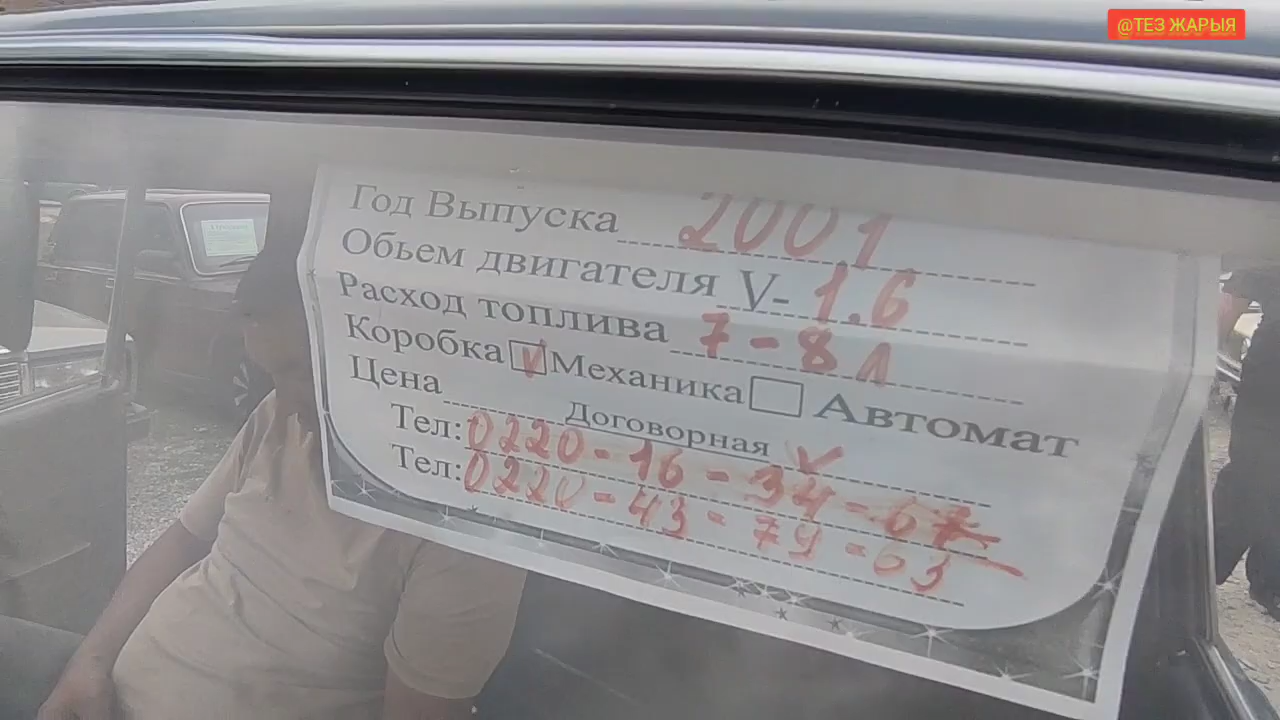 @ТЕЗ ЖАРЫЯ
Год Выпуска 2001
Обьем двигателя V- 1.6
Расход топлива 7-8л
Коробка V Механика Автомат
Цена Договорная V
Тел: 0220-16-34-67
Тел: 0220-43-79-63